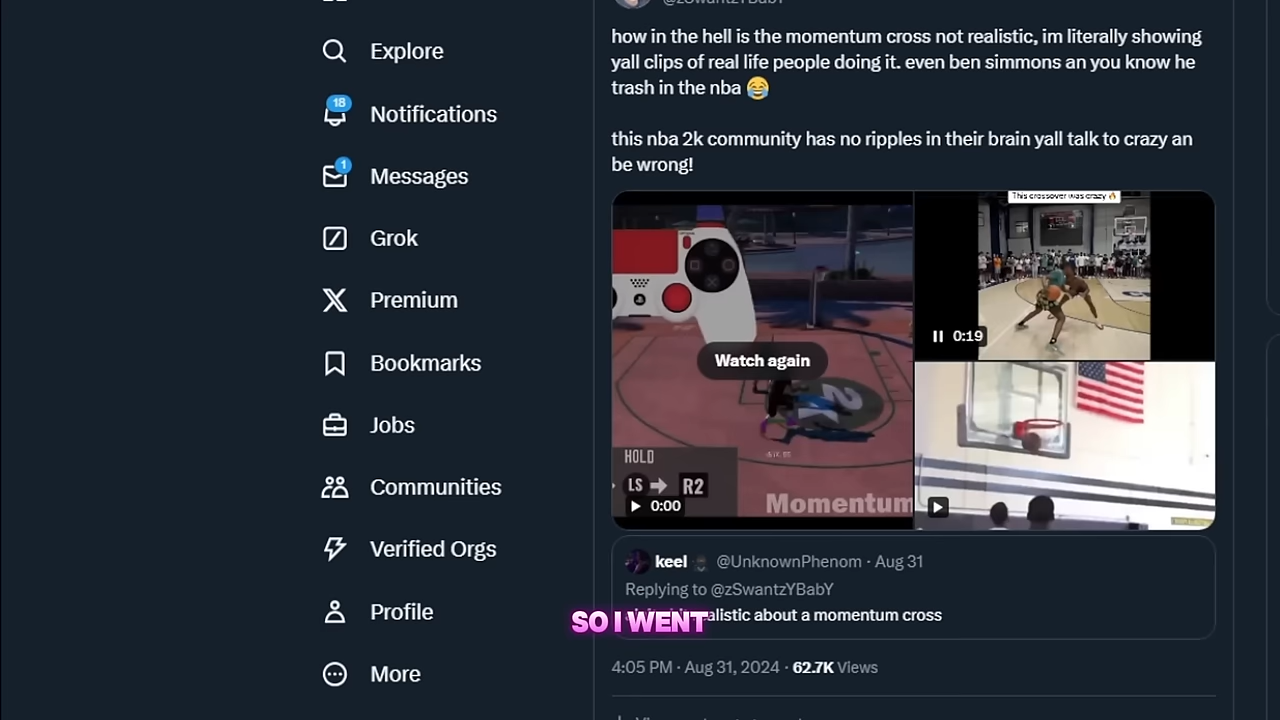 @zSwantzYBabY
how in the hell is the momentum cross not realistic, im literally showing
yall clips of real life people doing it. even ben simmons an you know he
trash in the nba 😂
this nba 2k community has no ripples in their brain yall talk to crazy an
be wrong!
Explore
18
Notifications
1
Messages
Grok
Premium
Bookmarks
Jobs
Communities
Verified Orgs
Profile
More
This crossover was crazy 🔥
0:19
Watch again
2K
HOLD
LS → R2
0:00
Momentum
keel @UnknownPhenom · Aug 31
Replying to @zSwantzYBabY
alistic about a momentum cross
SO I WENT
4:05 PM · Aug 31, 2024 · 62.7K Views